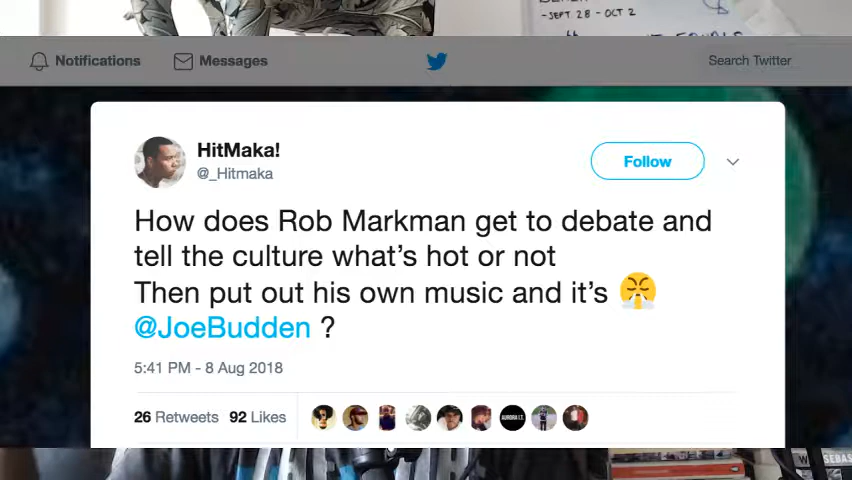 -SEPT 28 - OCT 2
Notifications
Messages
Search Twitter
HitMaka!
@_Hitmaka
Follow
How does Rob Markman get to debate and
tell the culture what's hot or not
Then put out his own music and it's 😤
@JoeBudden ?
5:41 PM - 8 Aug 2018
26 Retweets 92 Likes